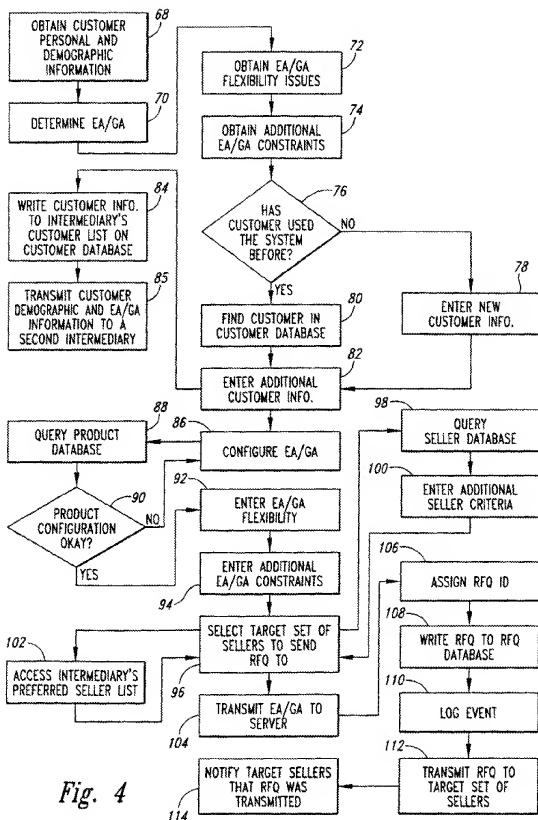 68
OBTAIN CUSTOMER
PERSONAL AND
DEMOGRAPHIC
INFORMATION
70
DETERMINE EA/GA
72
OBTAIN EA/GA
FLEXIBILITY ISSUES
74
OBTAIN ADDITIONAL
EA/GA CONSTRAINTS
76
HAS
CUSTOMER USED
THE SYSTEM
BEFORE?
NO
YES
78
ENTER NEW
CUSTOMER INFO.
80
FIND CUSTOMER IN
CUSTOMER DATABASE
82
ENTER ADDITIONAL
CUSTOMER INFO.
84
WRITE CUSTOMER INFO.
TO INTERMEDIARY'S
CUSTOMER LIST ON
CUSTOMER DATABASE
85
TRANSMIT CUSTOMER
DEMOGRAPHIC AND EA/GA
INFORMATION TO A
SECOND INTERMEDIARY
86
CONFIGURE EA/GA
88
QUERY PRODUCT
DATABASE
90
PRODUCT
CONFIGURATION
OKAY?
NO
YES
92
ENTER EA/GA
FLEXIBILITY
94
ENTER ADDITIONAL
EA/GA CONSTRAINTS
96
SELECT TARGET SET OF
SELLERS TO SEND
RFQ TO
98
QUERY
SELLER DATABASE
100
ENTER ADDITIONAL
SELLER CRITERIA
102
ACCESS INTERMEDIARY'S
PREFERRED SELLER LIST
104
TRANSMIT EA/GA TO
SERVER
106
ASSIGN RFQ ID
108
WRITE RFQ TO RFQ
DATABASE
110
LOG EVENT
112
TRANSMIT RFQ TO
TARGET SET OF
SELLERS
114
NOTIFY TARGET SELLERS
THAT RFQ WAS
TRANSMITTED
Fig. 4